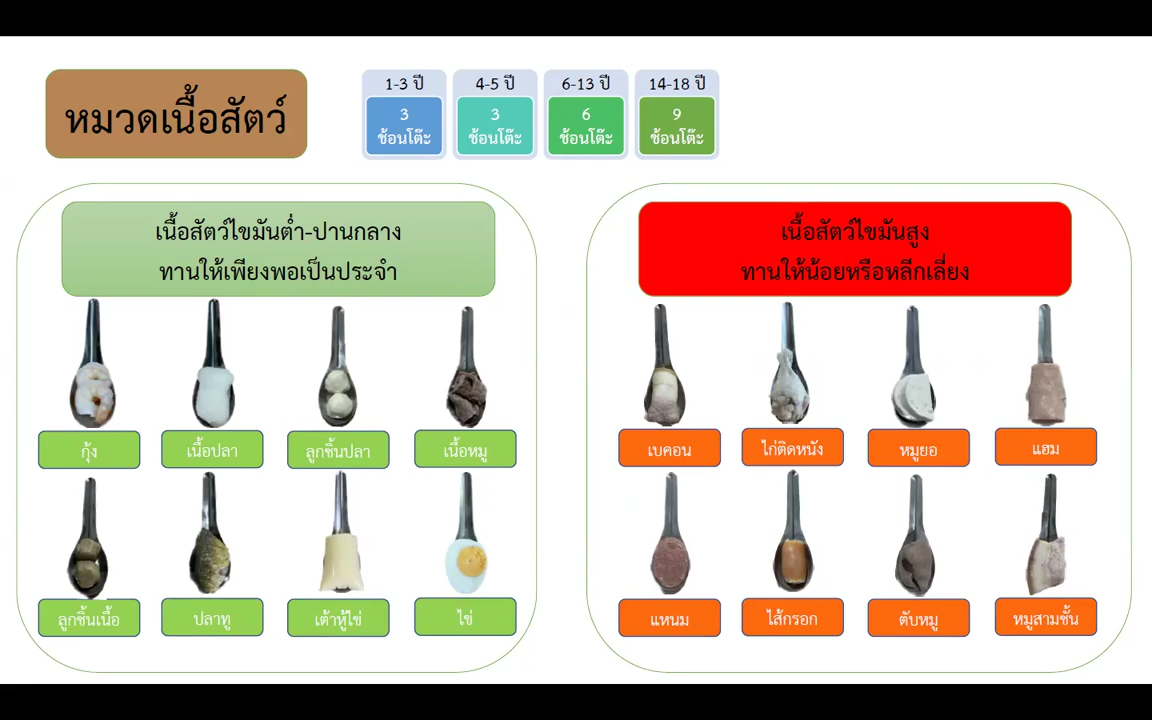 หมวดเนื้อสัตว์
1-3 ปี
3
ช้อนโต๊ะ
4-5 ปี
3
ช้อนโต๊ะ
6-13 ปี
6
ช้อนโต๊ะ
14-18 ปี
9
ช้อนโต๊ะ
เนื้อสัตว์ไขมันต่ำ-ปานกลาง
ทานให้เพียงพอเป็นประจำ
กุ้ง
เนื้อปลา
ลูกชิ้นปลา
เนื้อหมู
ลูกชิ้นเนื้อ
ปลาทู
เต้าหู้ไข่
ไข่
เนื้อสัตว์ไขมันสูง
ทานให้น้อยหรือหลีกเลี่ยง
เบคอน
ไก่ติดหนัง
หมูยอ
แฮม
แหนม
ไส้กรอก
ตับหมู
หมูสามชั้น